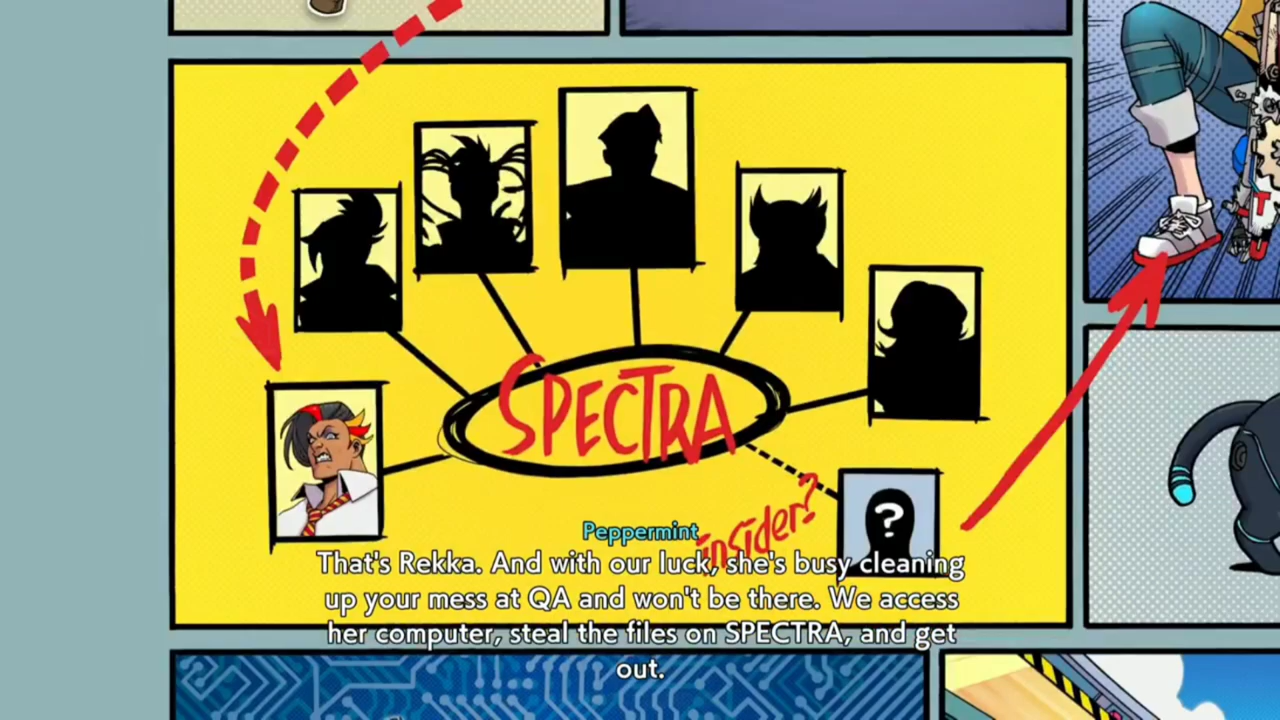 SPECTRA
insider?
?
Peppermint
That's Rekka. And with our luck, she's busy cleaning
up your mess at QA and won't be there. We access
her computer, steal the files on SPECTRA, and get
out.